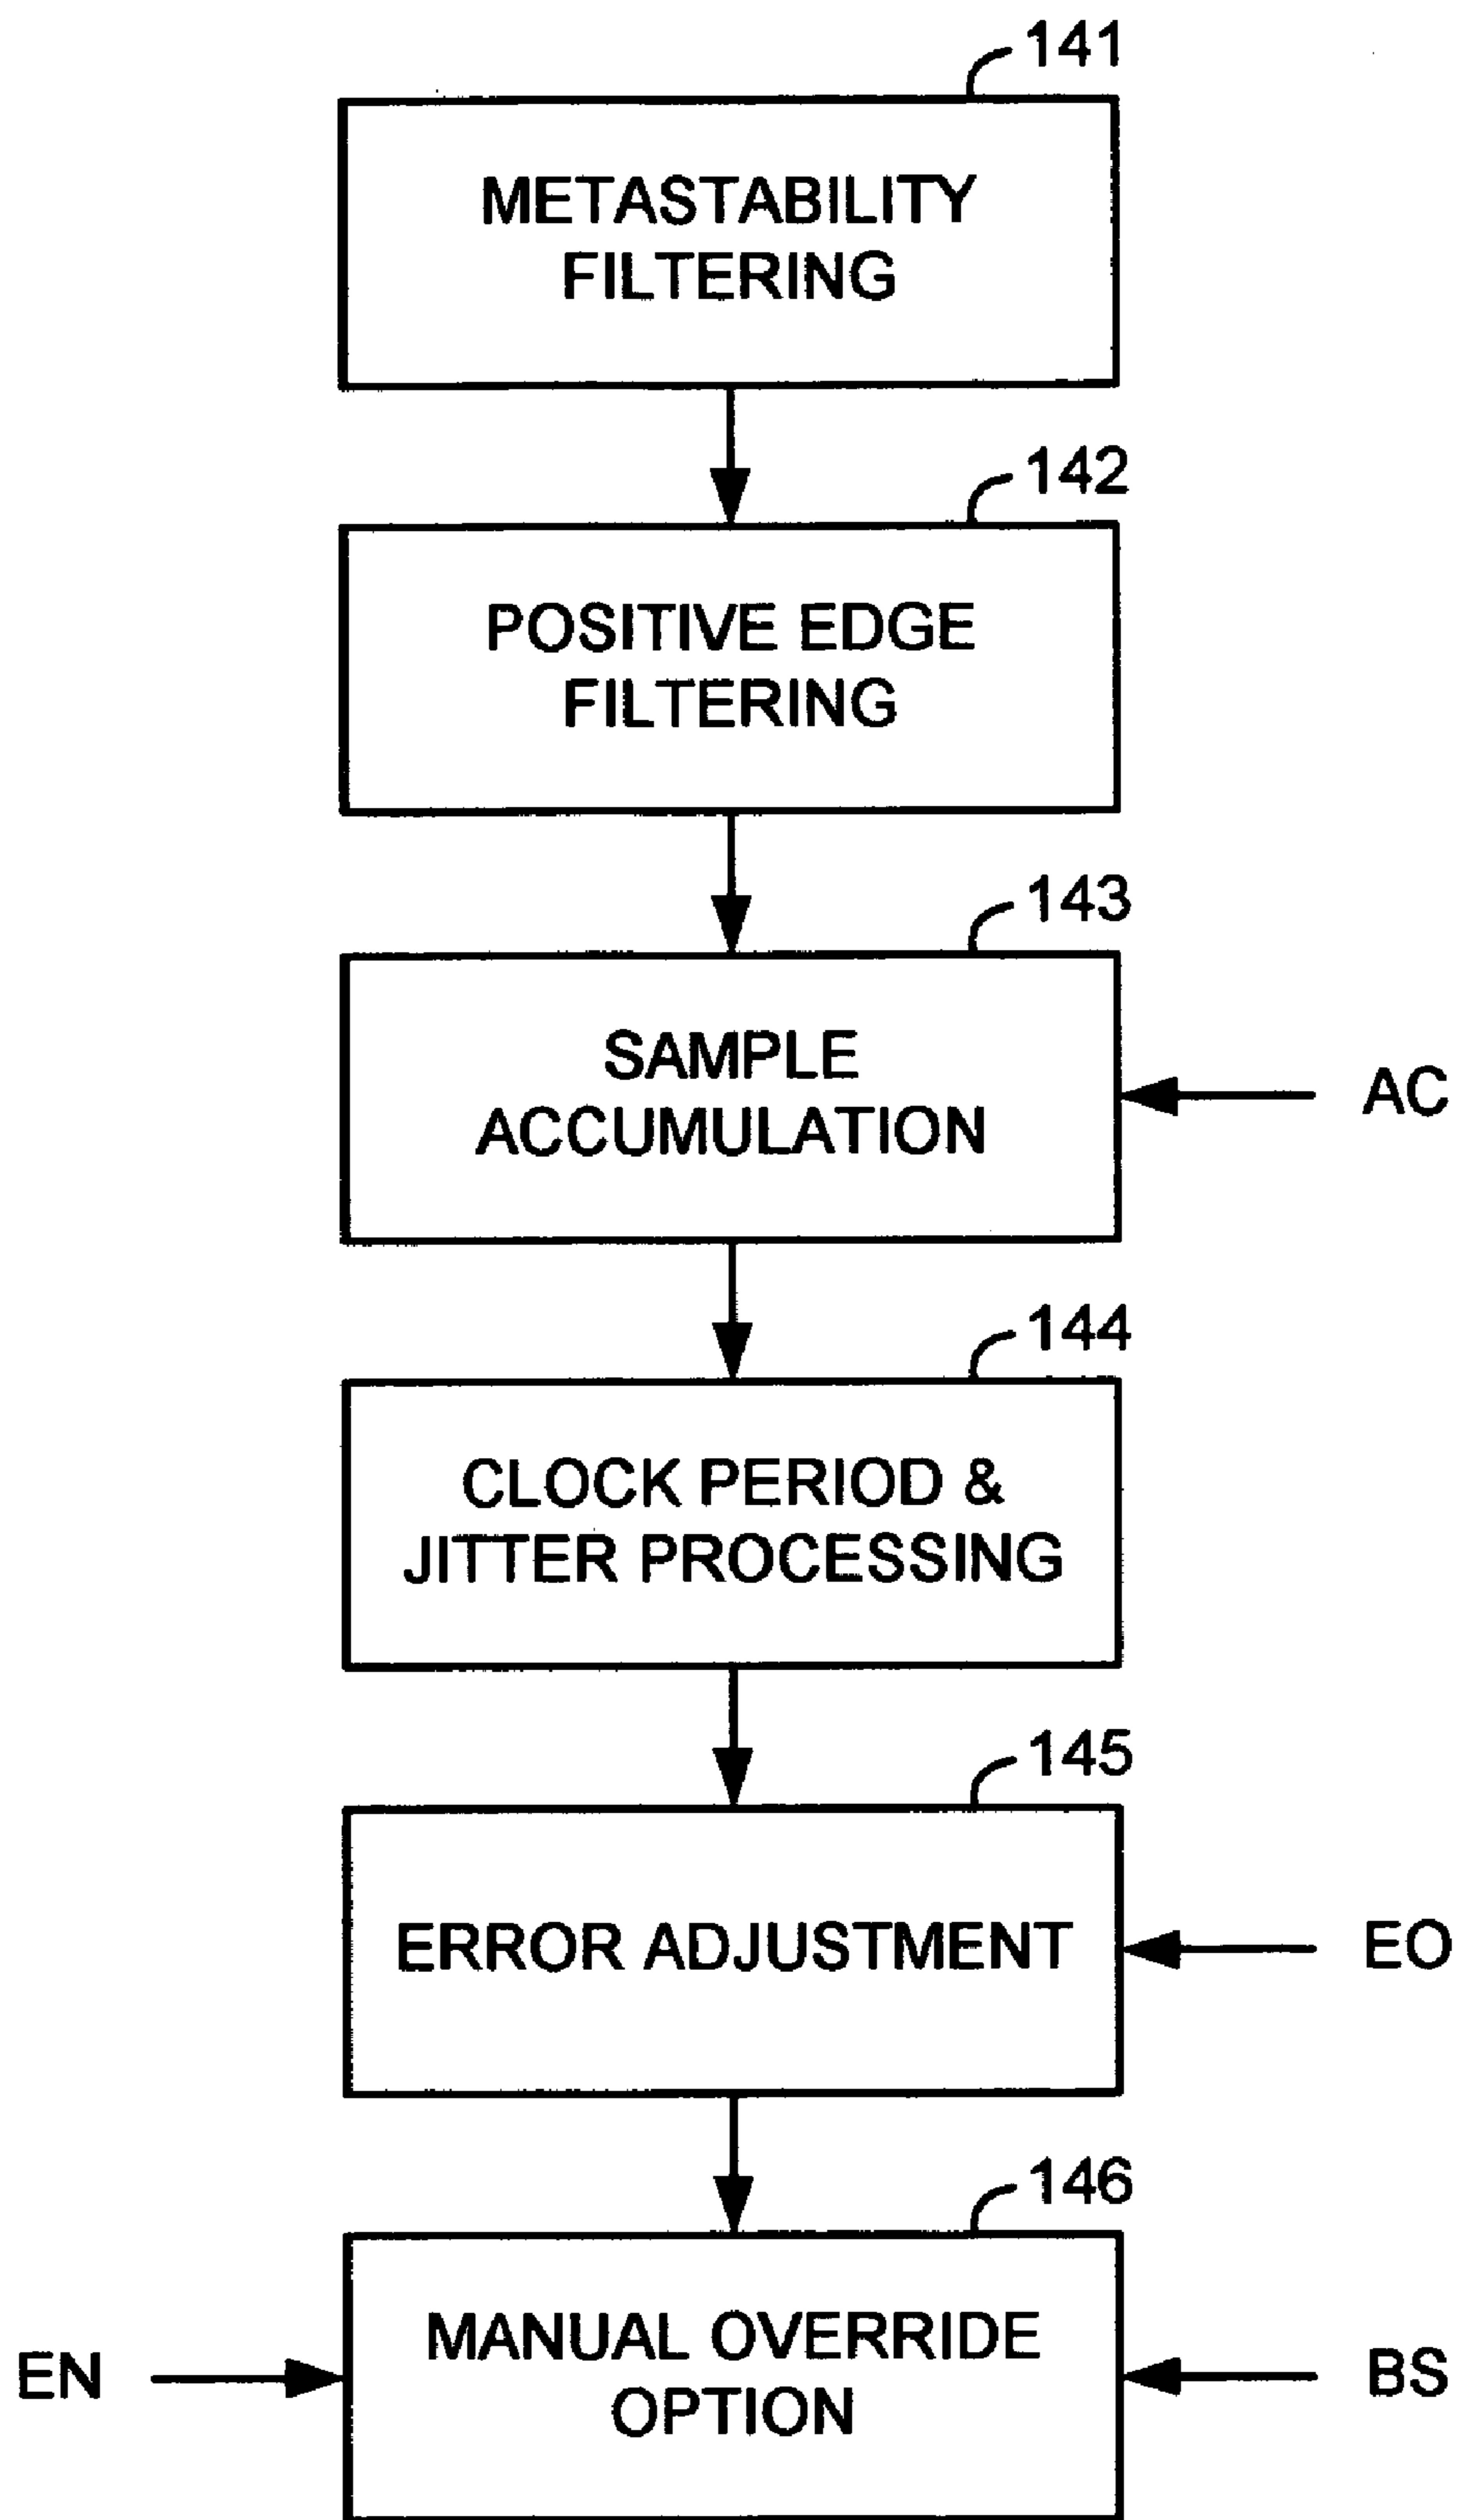 141
METASTABILITY
FILTERING
142
POSITIVE EDGE
FILTERING
143
SAMPLE
ACCUMULATION
AC
144
CLOCK PERIOD &
JITTER PROCESSING
145
ERROR ADJUSTMENT
EO
146
EN
MANUAL OVERRIDE
OPTION
BS